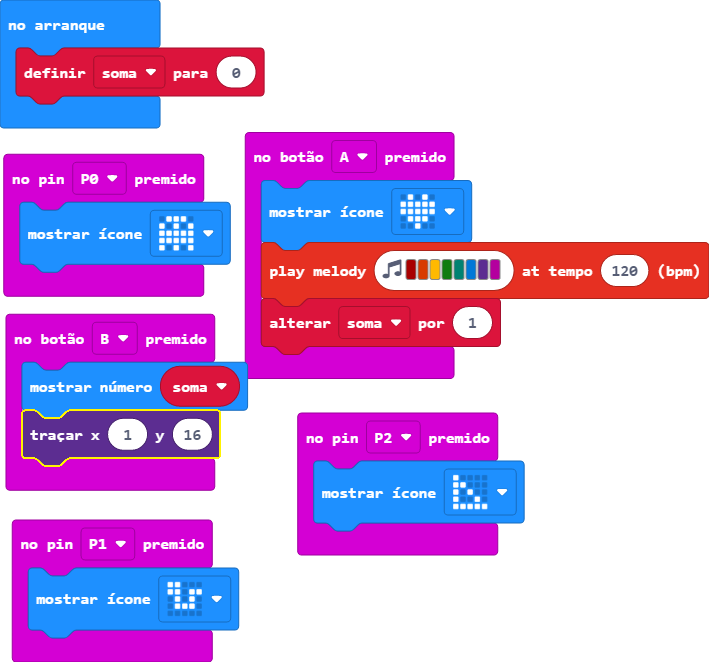 no arranque
definir soma para 0
no pin P0 premido
mostrar ícone
no botão A premido
mostrar ícone
play melody at tempo 120 (bpm)
alterar soma por 1
no botão B premido
mostrar número soma
traçar x 1 y 16
no pin P2 premido
mostrar ícone
no pin P1 premido
mostrar ícone